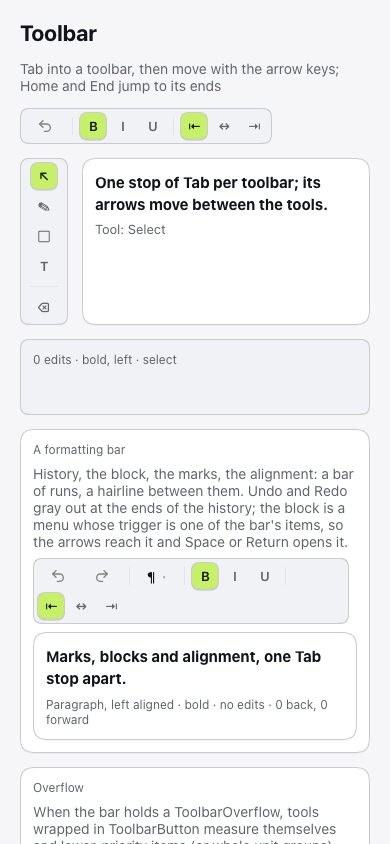 Toolbar
Tab into a toolbar, then move with the arrow keys;
Home and End jump to its ends
B I U
One stop of Tab per toolbar; its
arrows move between the tools.
Tool: Select
T
0 edits · bold, left · select
A formatting bar
History, the block, the marks, the alignment: a bar
of runs, a hairline between them. Undo and Redo
gray out at the ends of the history; the block is a
menu whose trigger is one of the bar's items, so
the arrows reach it and Space or Return opens it.
¶ · B I U
Marks, blocks and alignment, one Tab
stop apart.
Paragraph, left aligned · bold · no edits · 0 back, 0
forward
Overflow
When the bar holds a ToolbarOverflow, tools
wrapped in ToolbarButton measure themselves